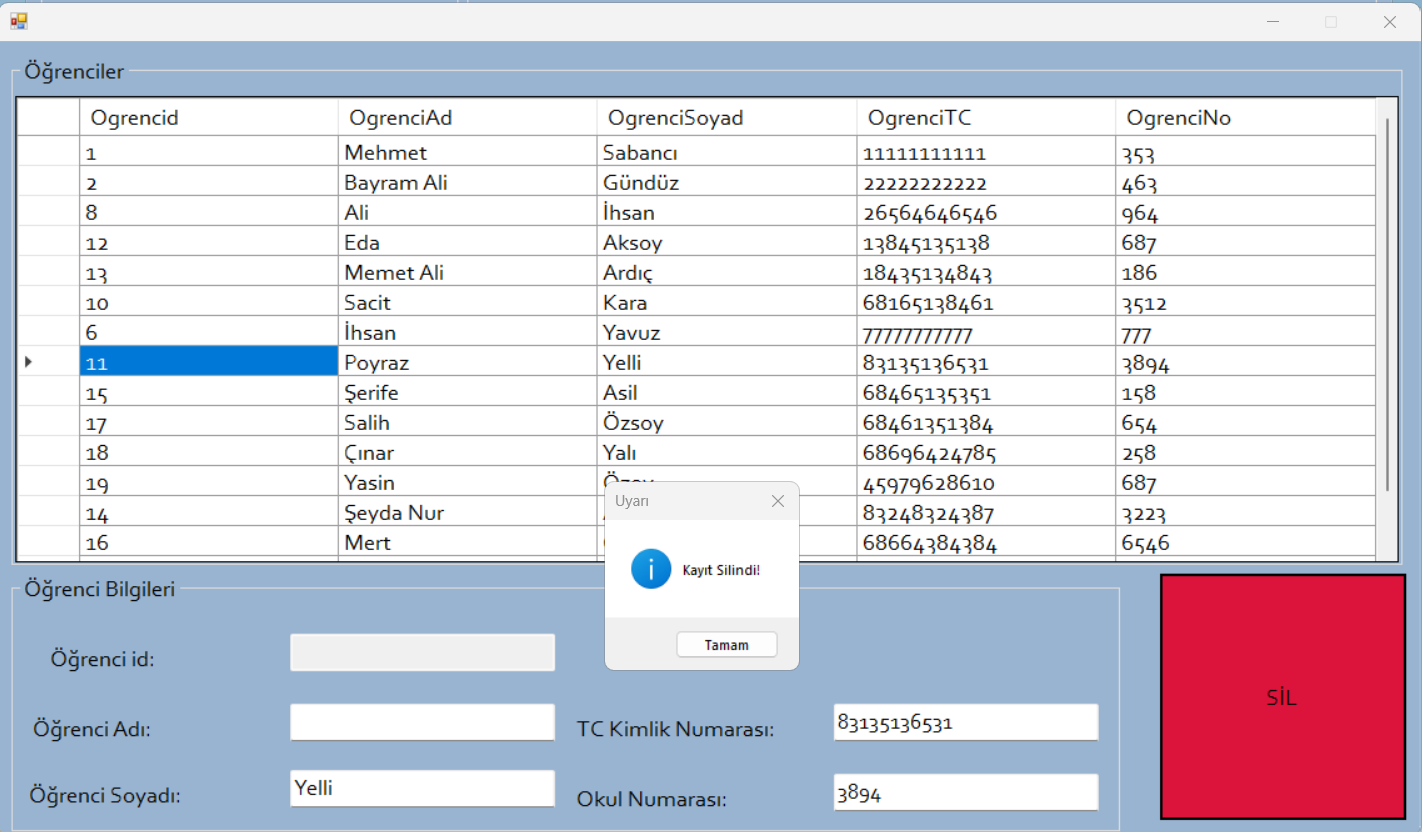 Öğrenciler
Ogrencid OgrenciAd OgrenciSoyad OgrenciTC OgrenciNo
1 Mehmet Sabancı 11111111111 353
2 Bayram Ali Gündüz 22222222222 463
8 Ali İhsan 26564646546 964
12 Eda Aksoy 13845135138 687
13 Memet Ali Ardıç 18435134843 186
10 Sacit Kara 68165138461 3512
6 İhsan Yavuz 77777777777 777
11 Poyraz Yelli 83135136531 3894
15 Şerife Asil 68465135351 158
17 Salih Özsoy 68461351384 654
18 Çınar Yalı 68696424785 258
19 Yasin 45979628610 687
14 Şeyda Nur 83248324387 3223
16 Mert 68664384384 6546
Uyarı
Kayıt Silindi!
Tamam
Öğrenci Bilgileri
Öğrenci id:
Öğrenci Adı:
TC Kimlik Numarası: 83135136531
Öğrenci Soyadı: Yelli
Okul Numarası: 3894
SİL